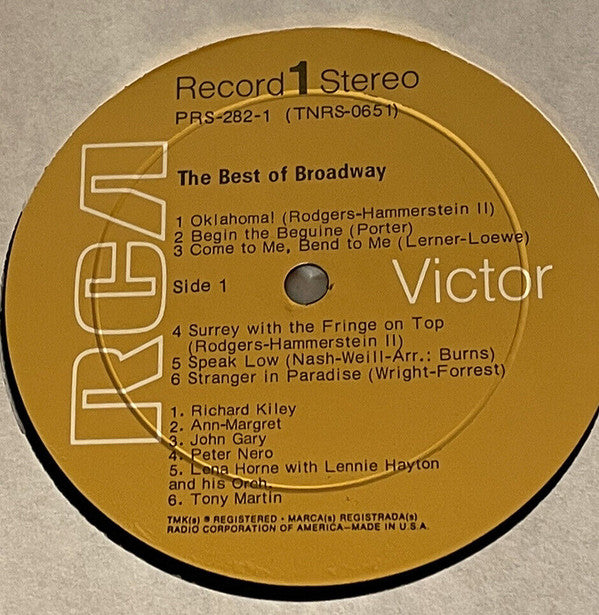 Record 1 Stereo
PRS-282-1 (TNRS-0651)
RCA
The Best of Broadway
1 Oklahoma! (Rodgers-Hammerstein II)
2 Begin the Beguine (Porter)
3 Come to Me, Bend to Me (Lerner-Loewe)
Side 1
Victor
4 Surrey with the Fringe on Top
(Rodgers-Hammerstein II)
5 Speak Low (Nash-Weill-Arr.: Burns)
6 Stranger in Paradise (Wright-Forrest)
1. Richard Kiley
2. Ann-Margret
3. John Gary
4. Peter Nero
5. Lena Horne with Lennie Hayton
and his Orch.
6. Tony Martin
TMK(s) ® REGISTERED • MARCA(s) REGISTRADA(s)
RADIO CORPORATION OF AMERICA—MADE IN U.S.A.